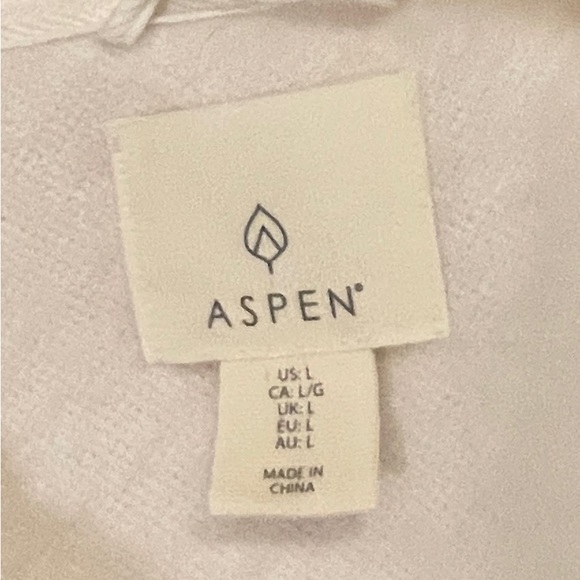 ASPEN®
US: L
CA: L/G
UK: L
EU: L
AU: L
MADE IN
CHINA